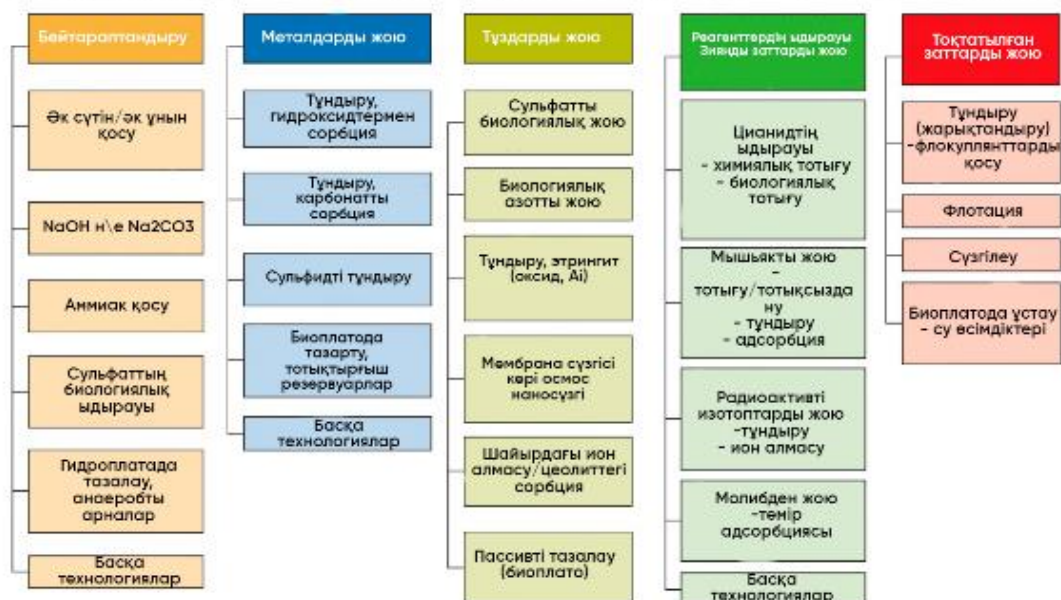 Бейтараптандыру
Әк сүтін/әк ұнын
қосу
NaOH н\е Na2CO3
Аммиак қосу
Сульфаттың
биологиялық
ыдырауы
Гидроплатада
тазалау,
анаеробты
арналар
Басқа
технологиялар
Металдарды жою
Тұндыру,
гидроксидтермен
сорбция
Тұндыру,
карбонатты
сорбция
Сульфидті тұндыру
Биоплатода
тазарту,
тотықтырғыш
резервуарлар
Басқа
технологиялар
Тұздарды жою
Сульфатты
биологиялық жою
Биологиялық
азотты жою
Тұндыру, этрингит
(оксид, Ai)
Мембрана сүзгісі
кері осмос
наносүзгі
Шайырдағы ион
алмасу/цеолиттегі
сорбция
Пассивті тазалау
(биоплато)
Реагенттердің ыдырауы
Зиянды заттарды жою
Цианидтің
ыдырауы
- химиялық тотығу
- биологиялық
тотығу
Мышьякты жою
-
тотығу/тотықсызда
ну
- тұндыру
- адсорбция
Радиоактивті
изотоптарды жою
-тұндыру
- ион алмасу
Молибден жою
-темір
адсорбциясы
Басқа
технологиялар
Тоқтатылған
заттарды жою
Тұндыру
(жарықтандыру)
-флокуплянттарды
қосу
Флотация
Сүзгілеу
Биоплатода ұстау
- су өсімдіктері